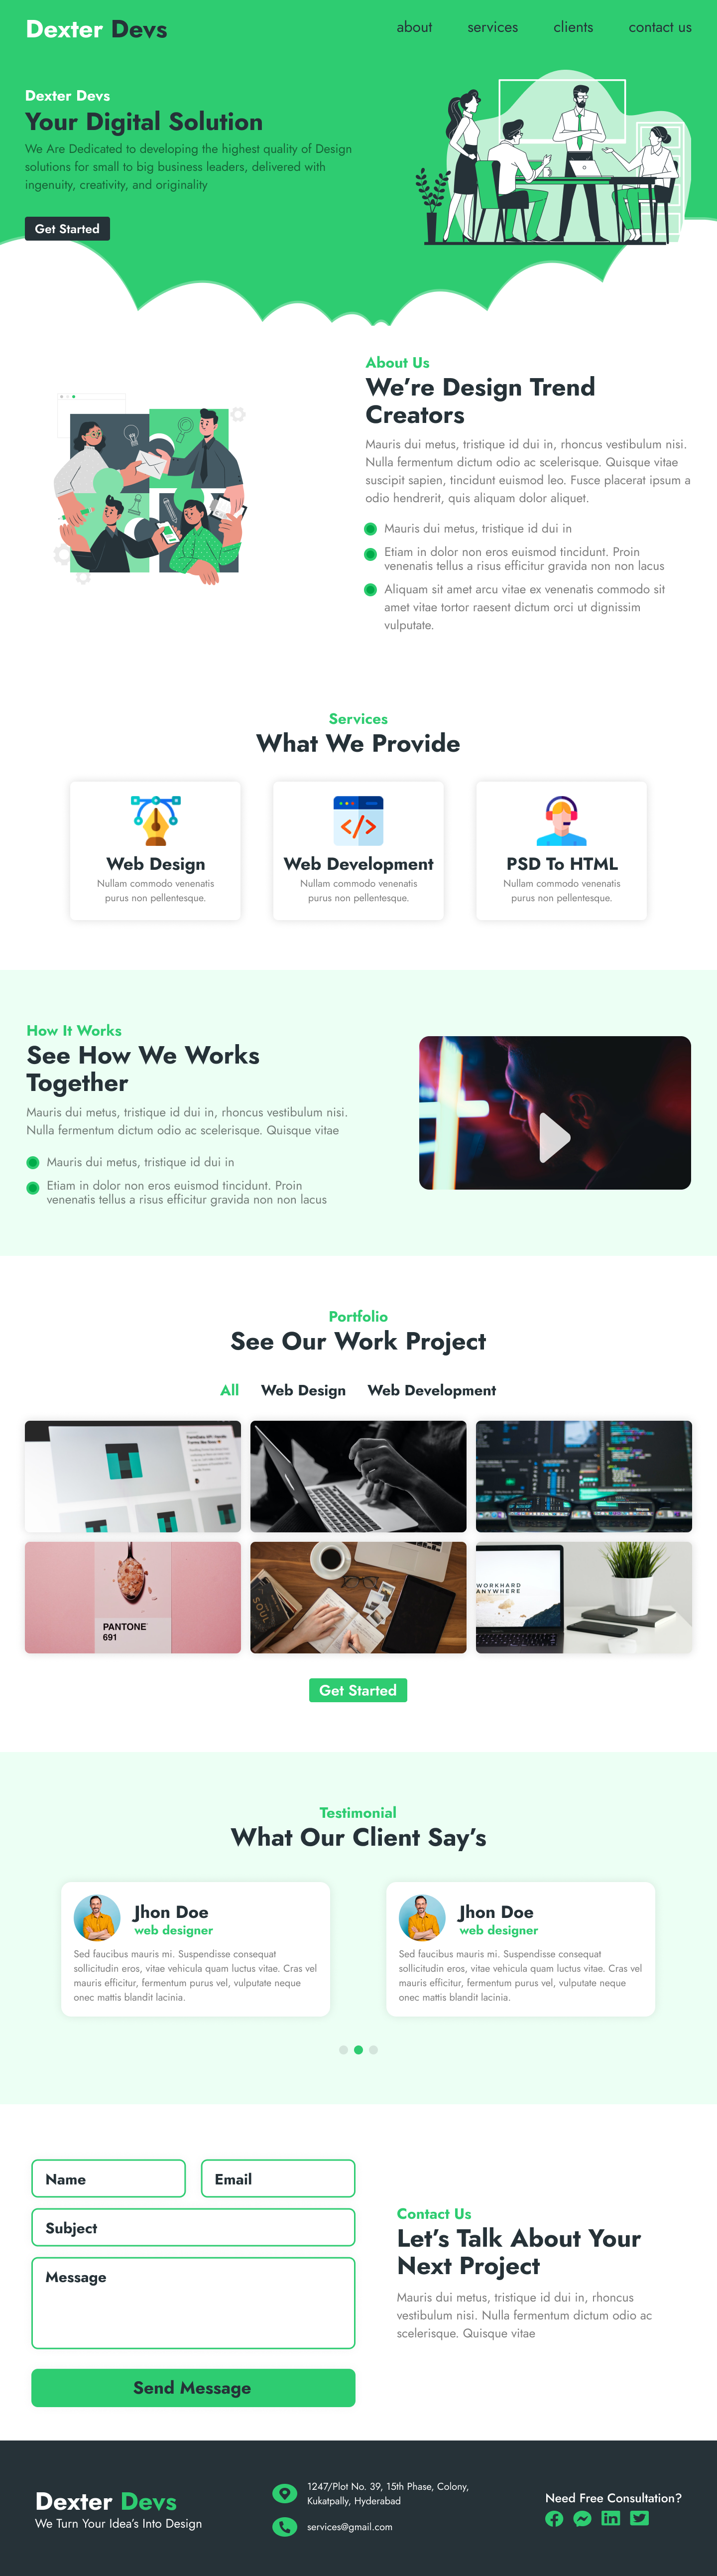 Dexter Devs
about services clients contact us
Dexter Devs
Your Digital Solution
We Are Dedicated to developing the highest quality of Design
solutions for small to big business leaders, delivered with
ingenuity, creativity, and originality
Get Started
About Us
We're Design Trend
Creators
Mauris dui metus, tristique id dui in, rhoncus vestibulum nisi.
Nulla fermentum dictum odio ac scelerisque. Quisque vitae
suscipit sapien, tincidunt euismod leo. Fusce placerat ipsum a
odio hendrerit, quis aliquam dolor aliquet.
Mauris dui metus, tristique id dui in
Etiam in dolor non eros euismod tincidunt. Proin
venenatis tellus a risus efficitur gravida non non lacus
Aliquam sit amet arcu vitae ex venenatis commodo sit
amet vitae tortor raesent dictum orci ut dignissim
vulputate.
Services
What We Provide
Web Design
Nullam commodo venenatis
purus non pellentesque.
Web Development
Nullam commodo venenatis
purus non pellentesque.
PSD To HTML
Nullam commodo venenatis
purus non pellentesque.
How It Works
See How We Works
Together
Mauris dui metus, tristique id dui in, rhoncus vestibulum nisi.
Nulla fermentum dictum odio ac scelerisque. Quisque vitae
Mauris dui metus, tristique id dui in
Etiam in dolor non eros euismod tincidunt. Proin
venenatis tellus a risus efficitur gravida non non lacus
Portfolio
See Our Work Project
All Web Design Web Development
PANTONE
691
SOUL
WORKHARD
ANYWHERE
Get Started
Testimonial
What Our Client Say's
Jhon Doe
web designer
Sed faucibus mauris mi. Suspendisse consequat
sollicitudin eros, vitae vehicula quam luctus vitae. Cras vel
mauris efficitur, fermentum purus vel, vulputate neque
onec mattis blandit lacinia.
Jhon Doe
web designer
Sed faucibus mauris mi. Suspendisse consequat
sollicitudin eros, vitae vehicula quam luctus vitae. Cras vel
mauris efficitur, fermentum purus vel, vulputate neque
onec mattis blandit lacinia.
Name
Email
Subject
Message
Send Message
Contact Us
Let's Talk About Your
Next Project
Mauris dui metus, tristique id dui in, rhoncus
vestibulum nisi. Nulla fermentum dictum odio ac
scelerisque. Quisque vitae
Dexter Devs
We Turn Your Idea's Into Design
1247/Plot No. 39, 15th Phase, Colony,
Kukatpally, Hyderabad
services@gmail.com
Need Free Consultation?